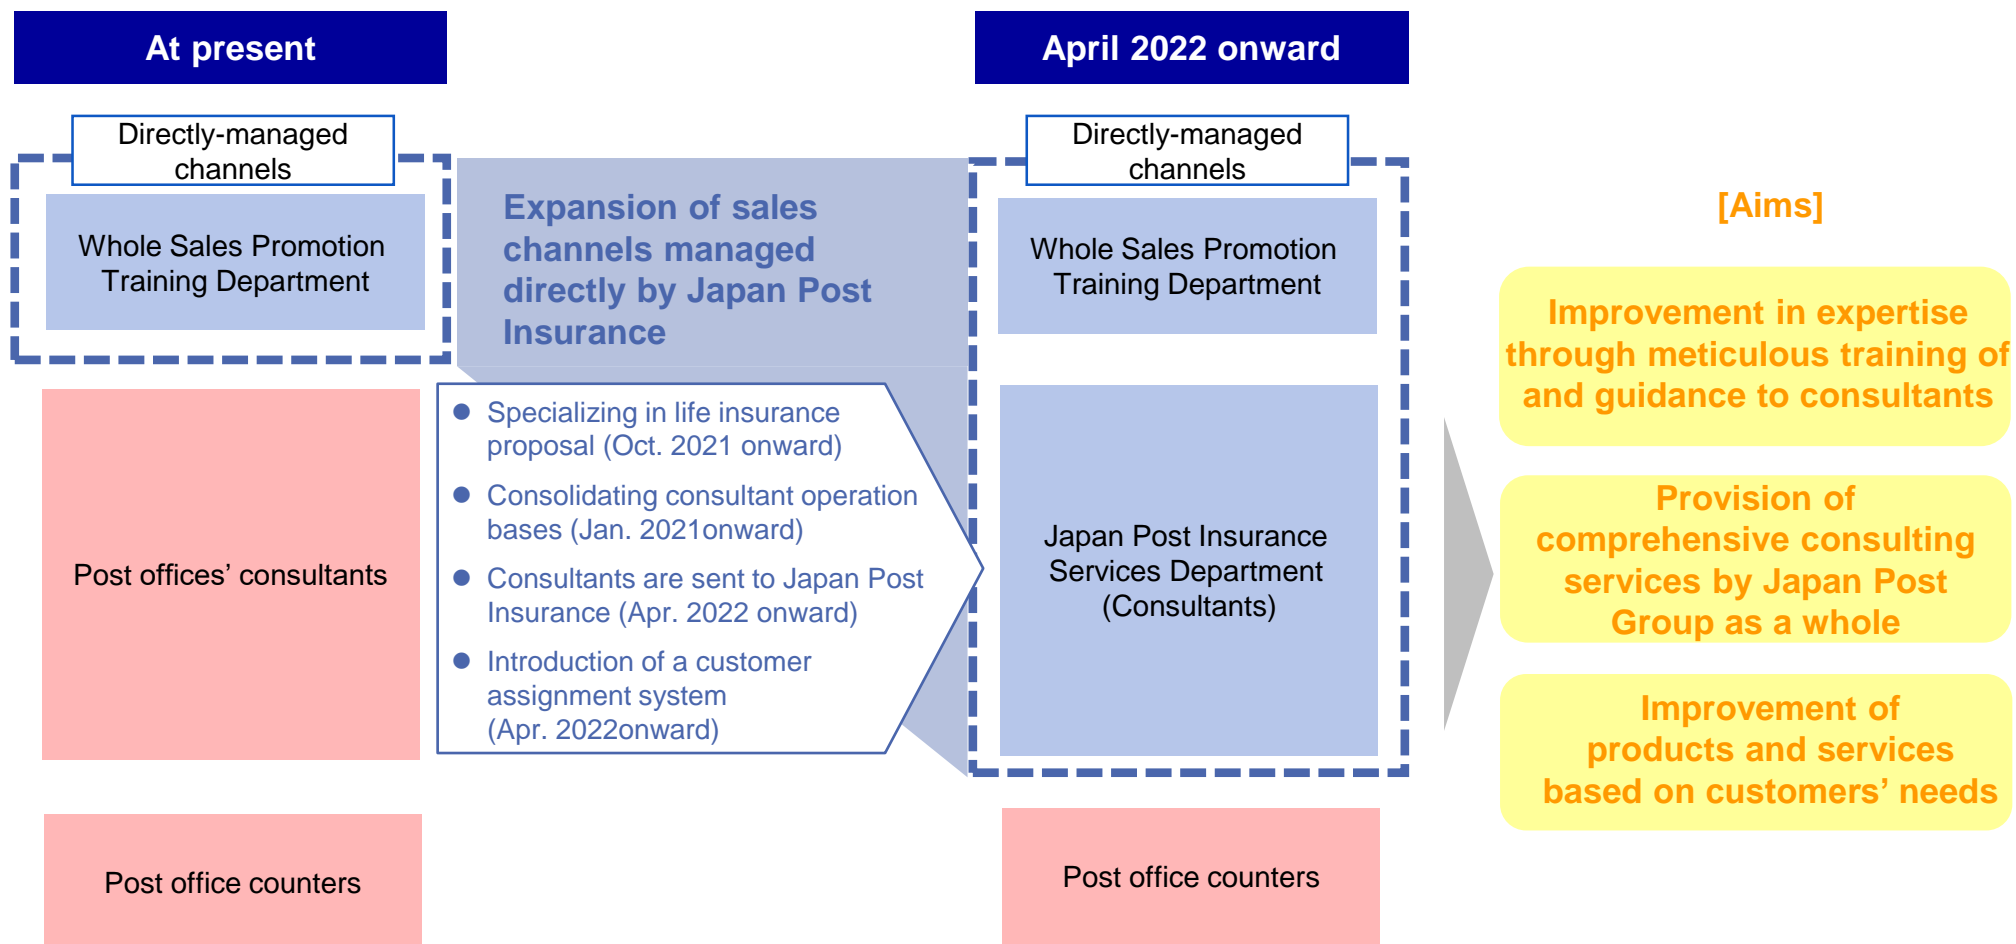 At present
Directly-managed
channels
Whole Sales Promotion
Training Department
Post offices’ consultants
Post office counters
Expansion of sales
channels managed
directly by Japan Post
Insurance
● Specializing in life insurance
proposal (Oct. 2021 onward)
● Consolidating consultant operation
bases (Jan. 2021onward)
● Consultants are sent to Japan Post
Insurance (Apr. 2022 onward)
● Introduction of a customer
assignment system
(Apr. 2022onward)
April 2022 onward
Directly-managed
channels
Whole Sales Promotion
Training Department
Japan Post Insurance
Services Department
(Consultants)
Post office counters
[Aims]
Improvement in expertise
through meticulous training of
and guidance to consultants
Provision of
comprehensive consulting
services by Japan Post
Group as a whole
Improvement of
products and services
based on customers’ needs